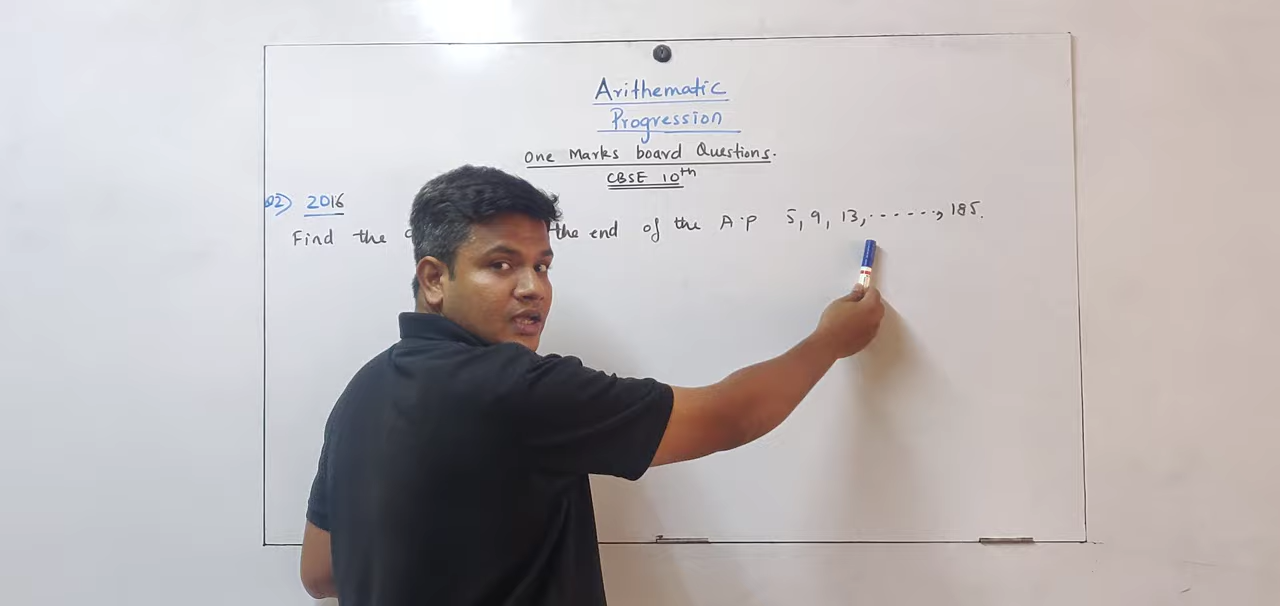 Arithematic
Progression
One Marks board Questions.
CBSE 10th
Q2) 2016
Find the the end of the A.P 5, 9, 13, ......, 185.